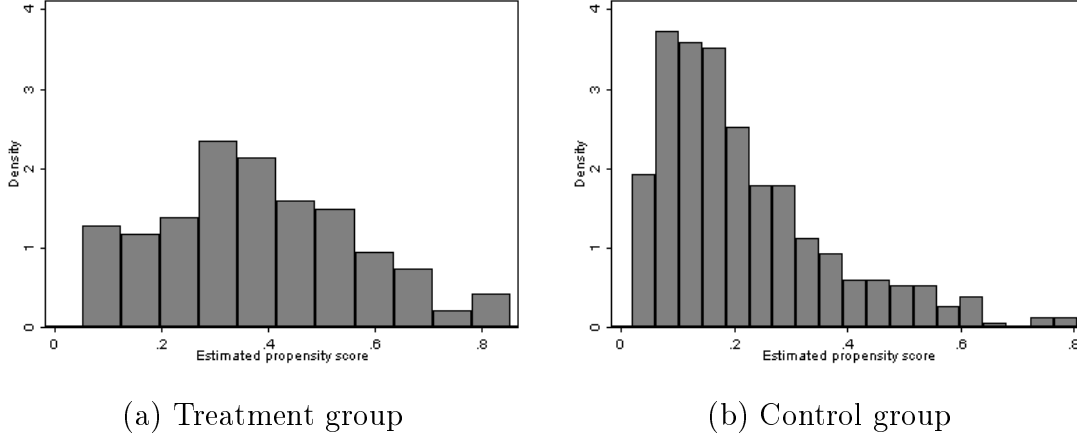 4
3
2
1
0
Density
0 .2 .4 .6 .8
Estimated propensity score
(a) Treatment group
4
3
2
1
0
Density
0 .2 .4 .6 .8
Estimated propensity score
(b) Control group